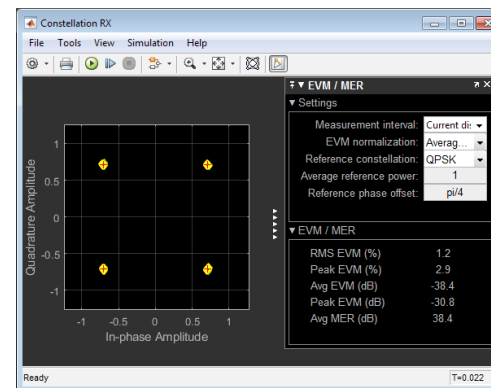 Constellation RX
File Tools View Simulation Help
EVM / MER
Settings
Measurement interval: Current di:
EVM normalization: Averag...
Reference constellation: QPSK
Average reference power: 1
Reference phase offset: pi/4
EVM / MER
RMS EVM (%) 1.2
Peak EVM (%) 2.9
Avg EVM (dB) -38.4
Peak EVM (dB) -30.8
Avg MER (dB) 38.4
Quadrature Amplitude
1
0.5
0
-0.5
-1
-1 -0.5 0 0.5 1
In-phase Amplitude
Ready T=0.022